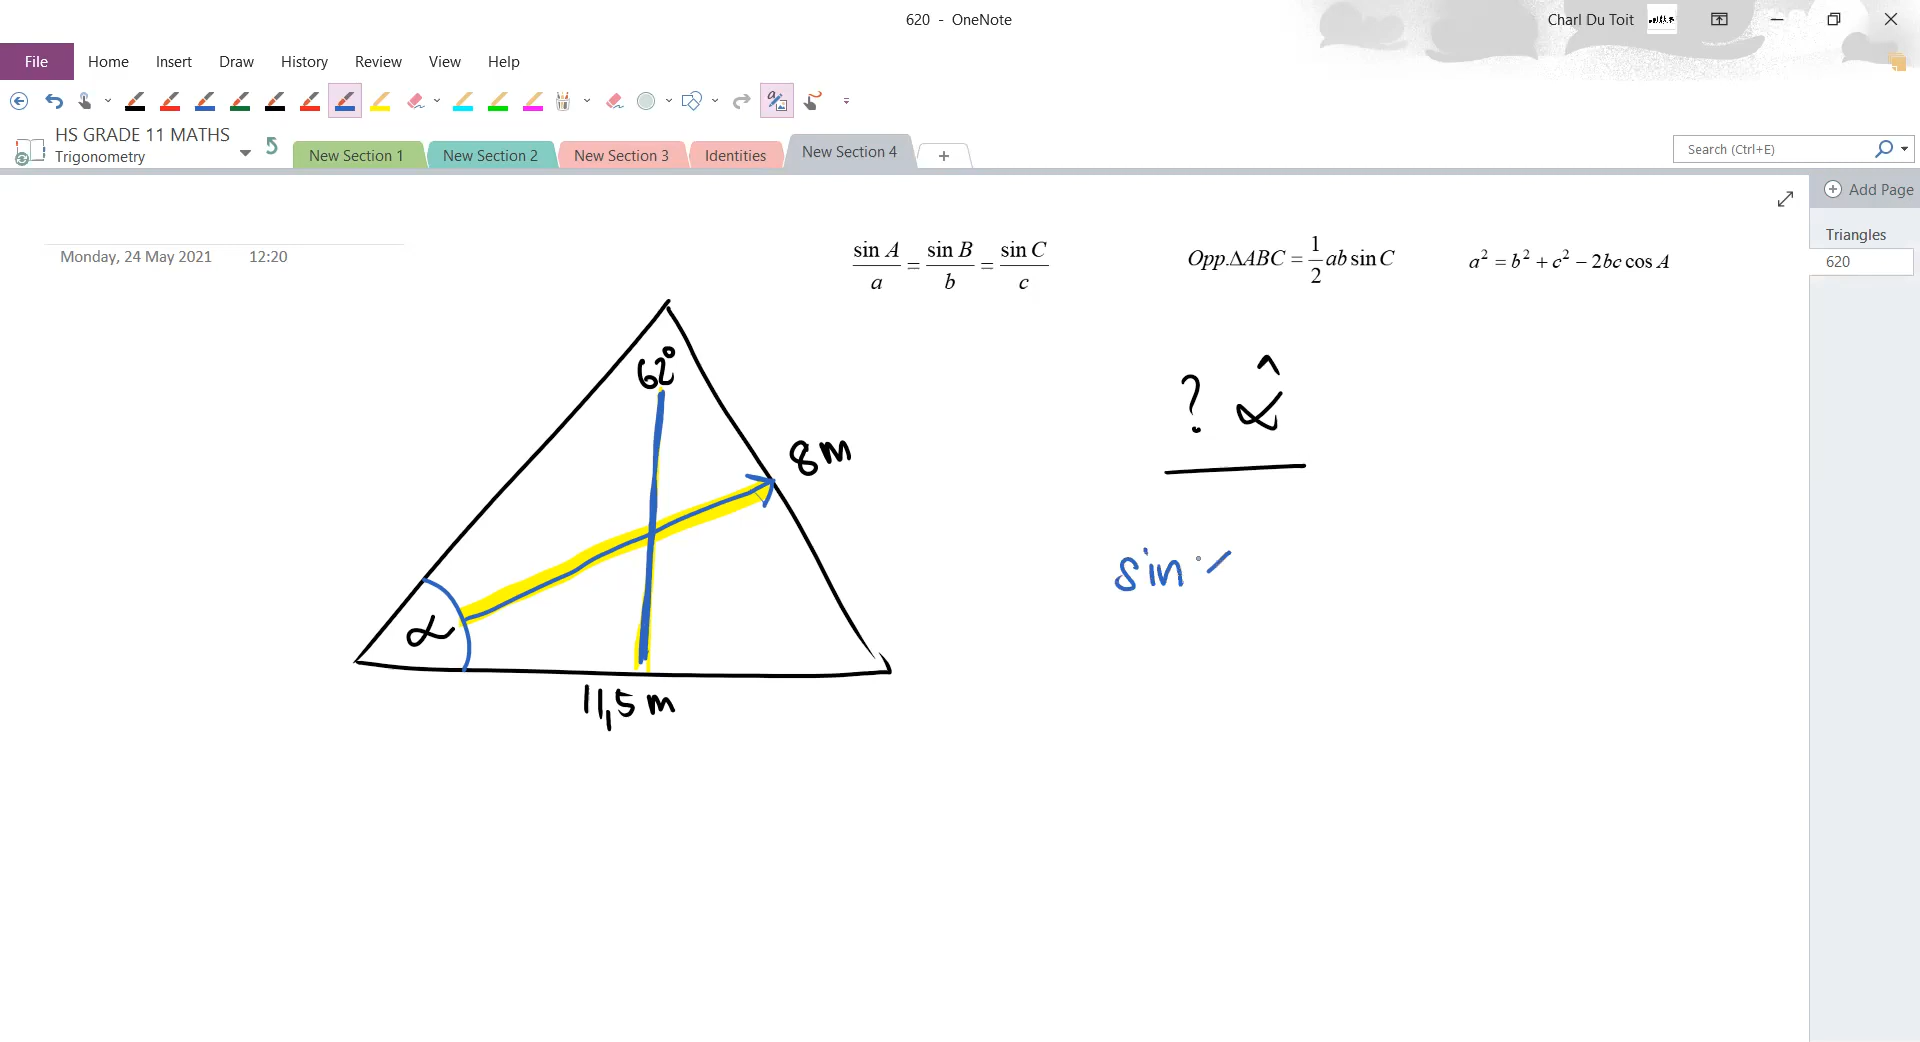 620 - OneNote
Charl Du Toit
File Home Insert Draw History Review View Help
HS GRADE 11 MATHS
Trigonometry
New Section 1 New Section 2 New Section 3 Identities New Section 4 +
Search (Ctrl+E)
Add Page
Triangles
620
Monday, 24 May 2021 12:20
sin A / a = sin B / b = sin C / c
Opp.ΔABC = 1/2 ab sin C
a² = b² + c² − 2bc cos A
62°
8m
? α̂
sin
α
11,5 m